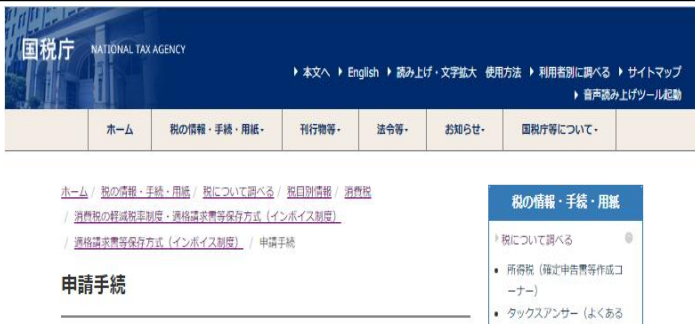 国税庁 NATIONAL TAX AGENCY
本文へ English 読み上げ・文字拡大 使用方法 利用者別に調べる サイトマップ
音声読み上げツール起動
ホーム 税の情報・手続・用紙 刊行物等 法令等 お知らせ 国税庁等について
ホーム / 税の情報・手続・用紙 / 税について調べる / 税目別情報 / 消費税
/ 消費税の軽減税率制度・適格請求書等保存方式（インボイス制度）
/ 適格請求書等保存方式（インボイス制度） / 申請手続
申請手続
税の情報・手続・用紙
税について調べる
所得税（確定申告書等作成コ
ーナー）
タックスアンサー（よくある